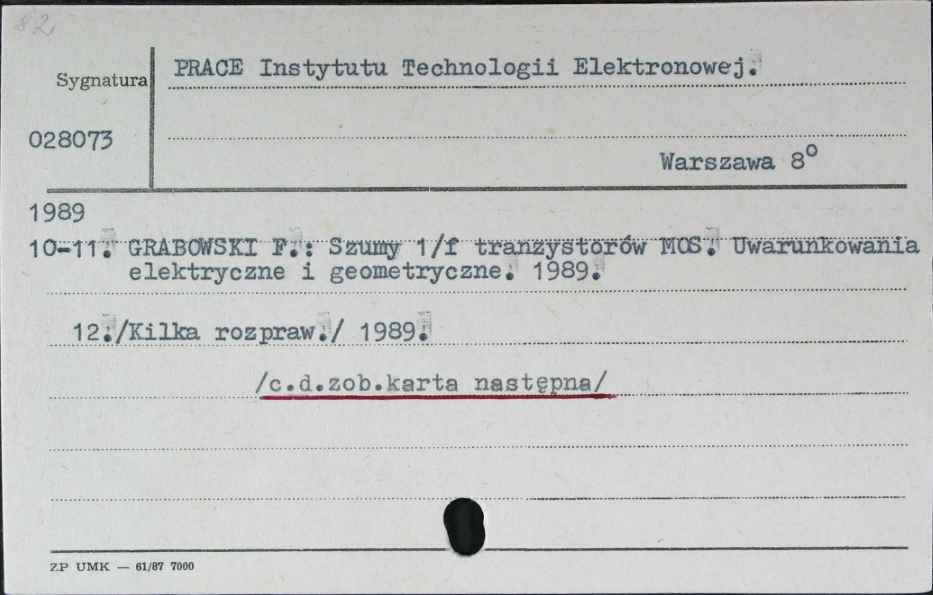 82
Sygnatura
PRACE Instytutu Technologii Elektronowej.
028073
Warszawa 8°
1989
10-11. GRABOWSKI F.: Szumy 1/f tranzystorów MOS. Uwarunkowania
elektryczne i geometryczne. 1989.
12./Kilka rozpraw./ 1989.
/c.d.zob.karta następna/
ZP UMK — 61/87 7000